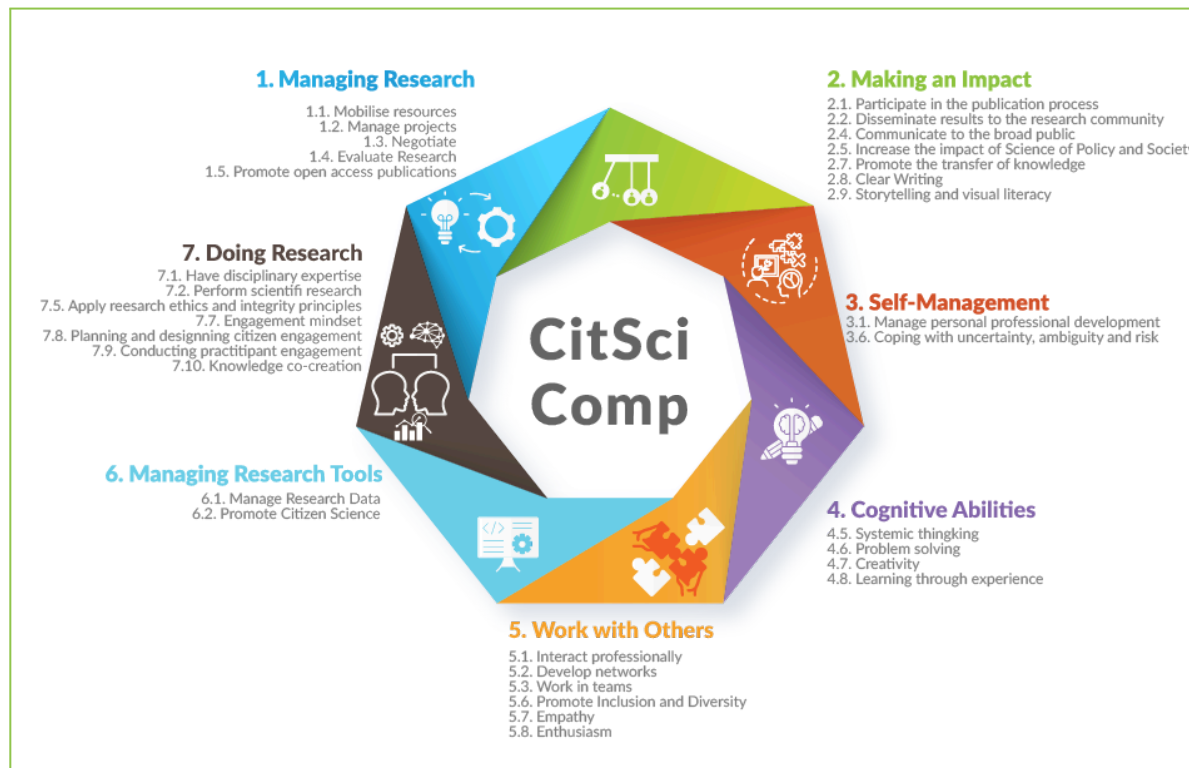 1. Managing Research
1.1. Mobilise resources
1.2. Manage projects
1.3. Negotiate
1.4. Evaluate Research
1.5. Promote open access publications
2. Making an Impact
2.1. Participate in the publication process
2.2. Disseminate results to the research community
2.4. Communicate to the broad public
2.5. Increase the impact of Science of Policy and Society
2.7. Promote the transfer of knowledge
2.8. Clear Writing
2.9. Storytelling and visual literacy
7. Doing Research
7.1. Have disciplinary expertise
7.2. Perform scientifi research
7.5. Apply reesarch ethics and integrity principles
7.7. Engagement mindset
7.8. Planning and designning citizen engagement
7.9. Conducting practitipant engagement
7.10. Knowledge co-creation
CitSci
Comp
3. Self-Management
3.1. Manage personal professional development
3.6. Coping with uncertainty, ambiguity and risk
6. Managing Research Tools
6.1. Manage Research Data
6.2. Promote Citizen Science
</>
4. Cognitive Abilities
4.5. Systemic thingking
4.6. Problem solving
4.7. Creativity
4.8. Learning through experience
5. Work with Others
5.1. Interact professionally
5.2. Develop networks
5.3. Work in teams
5.6. Promote Inclusion and Diversity
5.7. Empathy
5.8. Enthusiasm